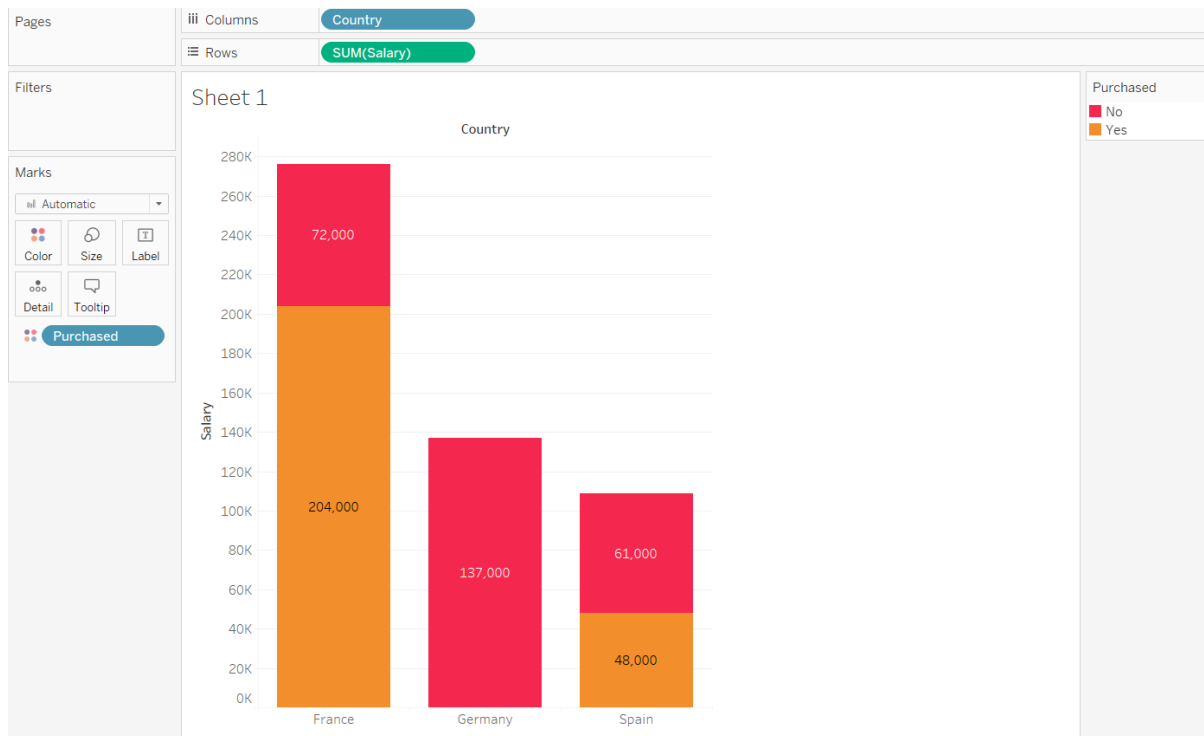 Pages
iii Columns
Country
Rows
SUM(Salary)
Filters
Marks
Automatic
Color
Size
T
Label
Detail
Tooltip
Purchased
Sheet 1
Country
Salary
280K
260K
240K
220K
200K
180K
160K
140K
120K
100K
80K
60K
40K
20K
0K
72,000
204,000
137,000
61,000
48,000
France
Germany
Spain
Purchased
No
Yes